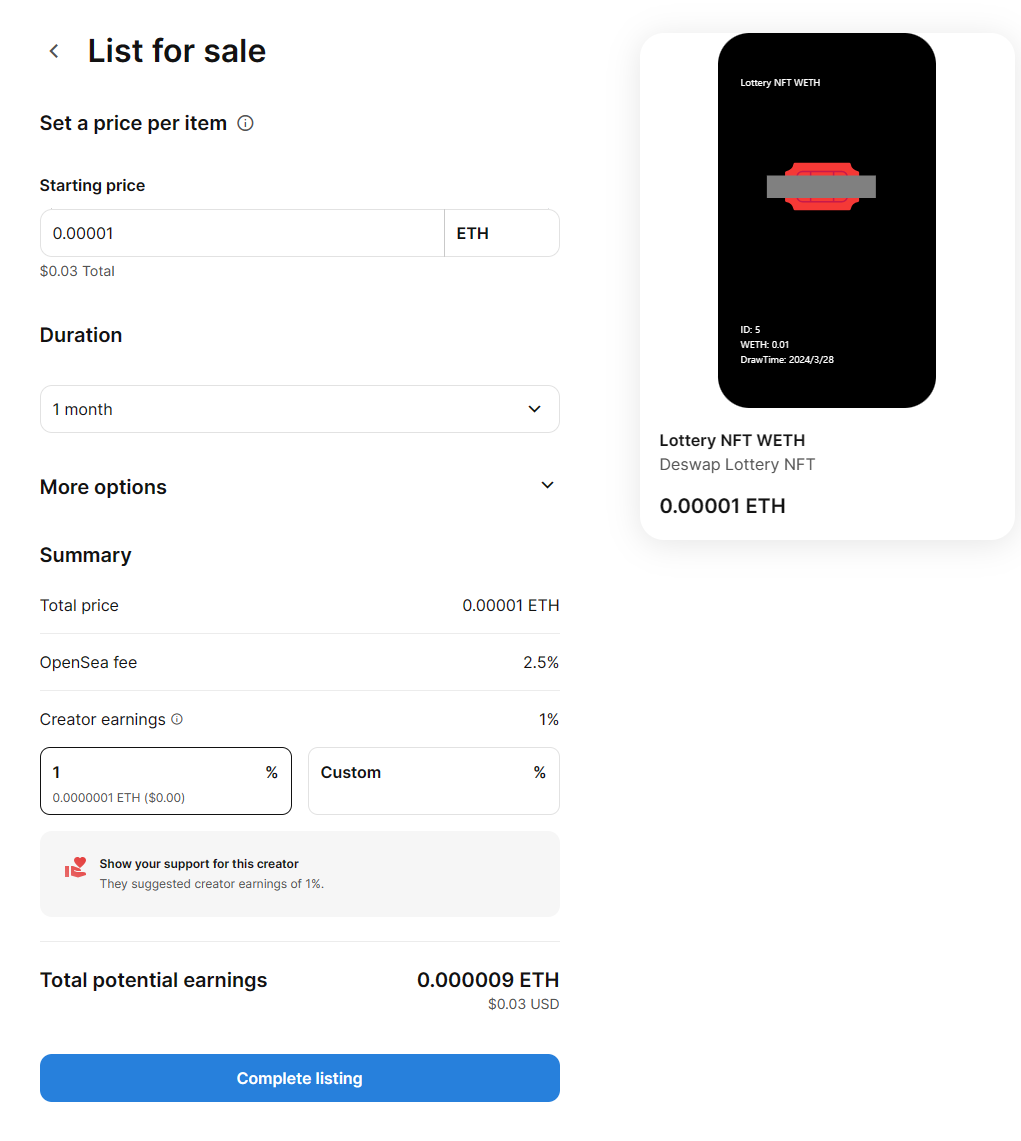 List for sale
Set a price per item
Starting price
0.00001 ETH
$0.03 Total
Duration
1 month
More options
Summary
Total price 0.00001 ETH
OpenSea fee 2.5%
Creator earnings 1%
1 %
0.0000001 ETH ($0.00)
Custom %
Show your support for this creator
They suggested creator earnings of 1%.
Total potential earnings 0.000009 ETH
$0.03 USD
Complete listing
Lottery NFT WETH
ID: 5
WETH: 0.01
DrawTime: 2024/3/28
Lottery NFT WETH
Deswap Lottery NFT
0.00001 ETH